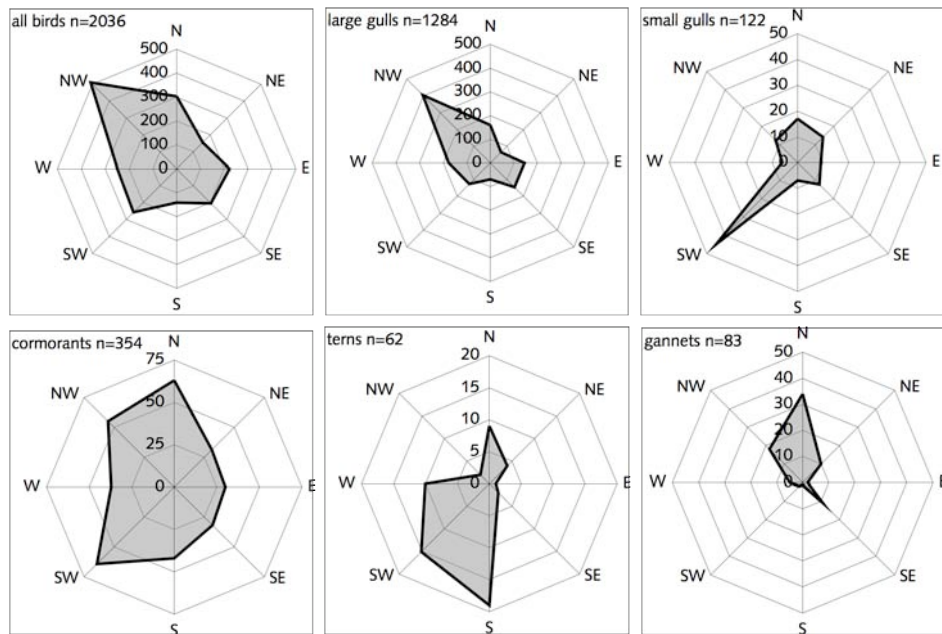 all birds n=2036
N
500
400
300
200
100
0
NW
NE
W
E
SW
SE
S
large gulls n=1284
N
500
400
300
200
100
0
NW
NE
W
E
SW
SE
S
small gulls n=122
N
50
40
30
20
10
0
NW
NE
W
E
SW
SE
S
cormorants n=354
N
75
50
25
0
NW
NE
W
E
SW
SE
S
terns n=62
N
20
15
10
5
0
NW
NE
W
E
SW
SE
S
gannets n=83
N
50
40
30
20
10
0
NW
NE
W
E
SW
SE
S